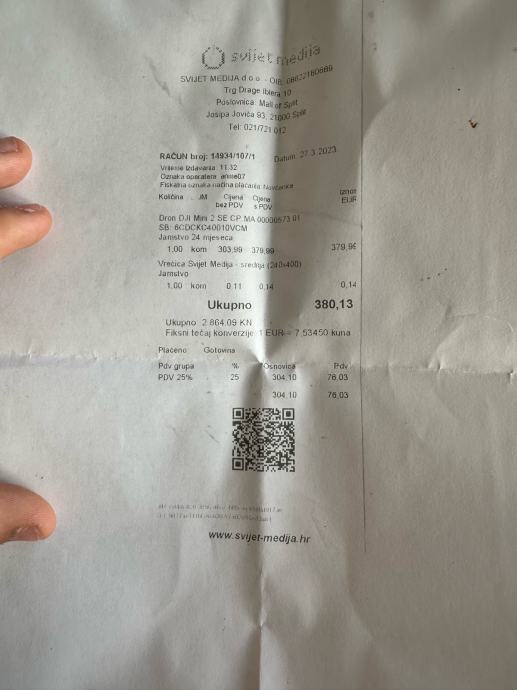 svijet medija
SVIJET MEDIJA d o o - OIB: 08622180689
Trg Drage Iblera 10
Poslovnica: Mall of Split
Josipa Jovića 93, 21000 Split
Tel: 021/721 012
RAČUN broj: 14934/107/1 Datum: 27.3.2023
Vrijeme izdavanja: 11:32
Oznaka operatera
Fiskalna oznaka načina plaćanja: Novčanica
Količina JM Cijena Cijena Iznos
bez PDV s PDV EUR
Dron DJI Mini 2 SE CP MA 00000573 01
SB: 6CDCKC40010VCM
Jamstvo 24 mjeseca
1,00 kom 303,99 379,99 379,99
Vrećica Svijet Medija - srednja (240x400)
Jamstvo
1,00 kom 0,11 0,14 0,14
Ukupno 380,13
Ukupno 2.864,09 KN
Fiksni tečaj konverzije: 1 EUR = 7,53450 kuna
Plaćeno Gotovina
Pdv grupa % Osnovica Pdv
PDV 25% 25 304,10 76,03
304,10 76,03
www.svijet-medija.hr